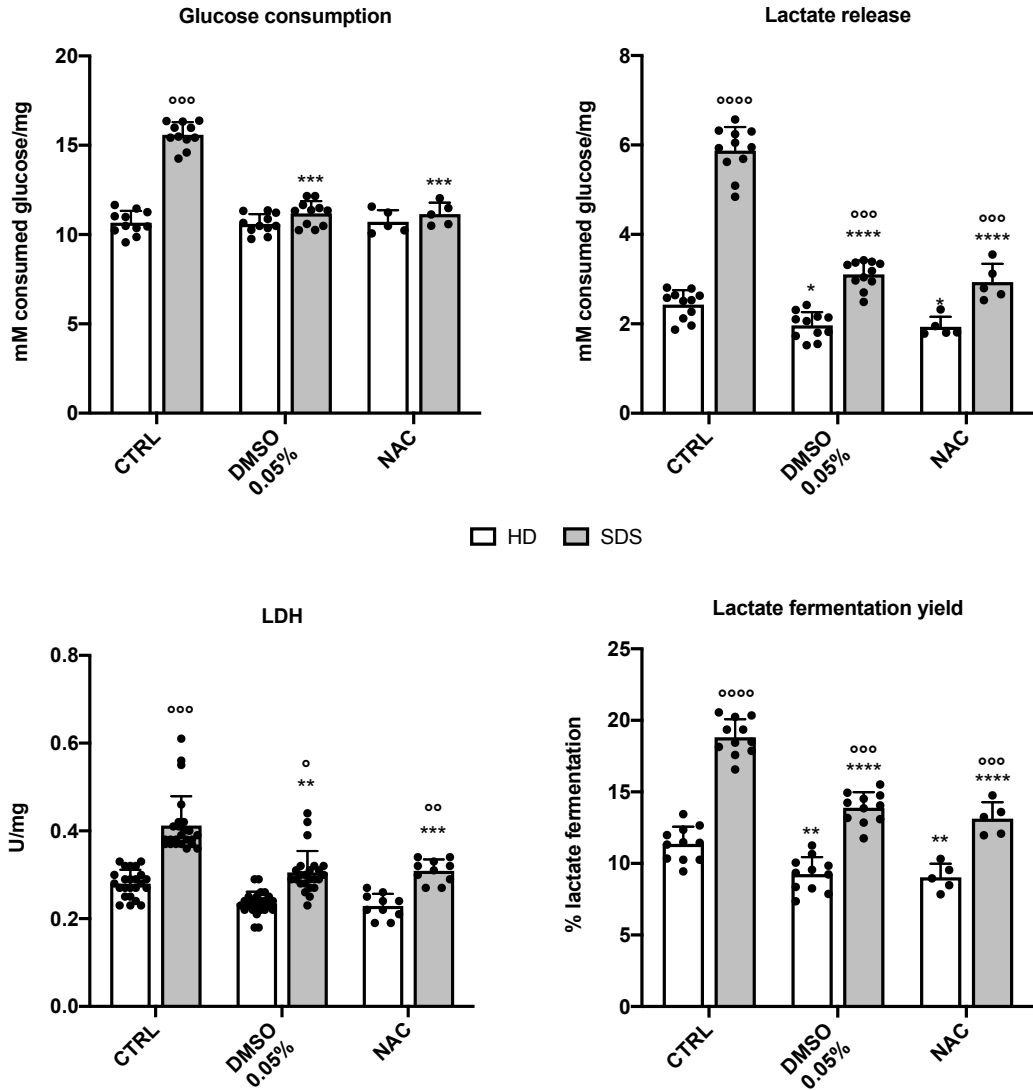 Glucose consumption
mM consumed glucose/mg
20
15
10
5
0
°°°
***
***
CTRL
DMSO
0.05%
NAC
Lactate release
mM consumed glucose/mg
8
6
4
2
0
°°°°
*
°°°
****
*
°°°
****
CTRL
DMSO
0.05%
NAC
HD
SDS
LDH
U/mg
0.8
0.6
0.4
0.2
0.0
°°°
°
**
°°
***
CTRL
DMSO
0.05%
NAC
Lactate fermentation yield
% lactate fermentation
25
20
15
10
5
0
°°°°
**
°°°
****
**
°°°
****
CTRL
DMSO
0.05%
NAC